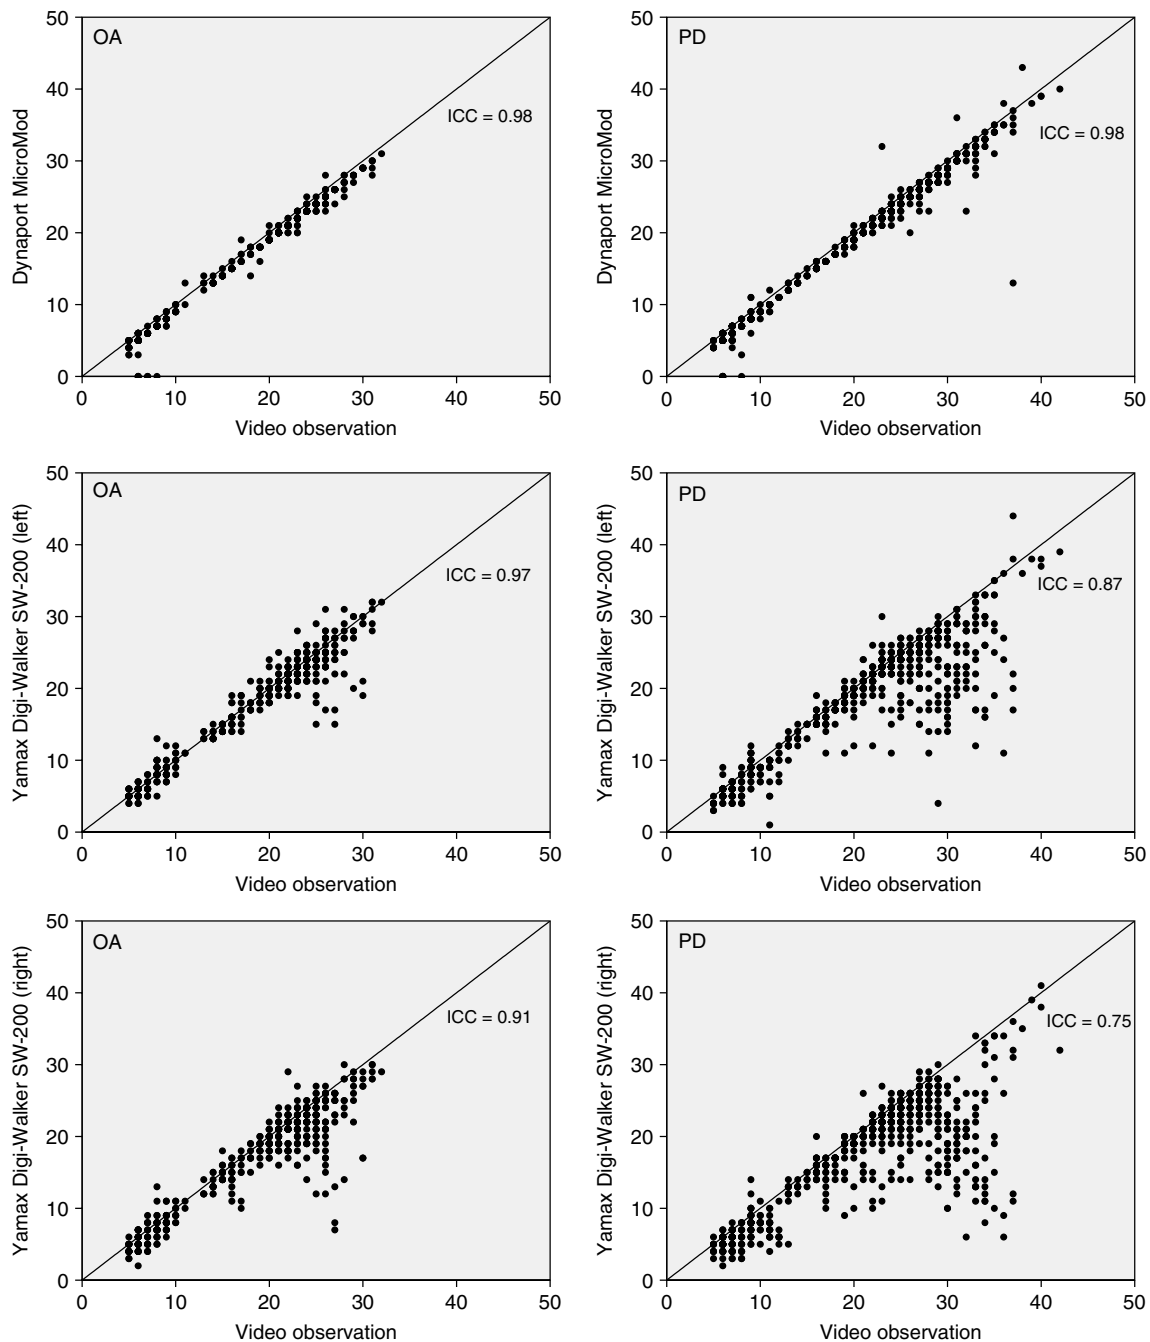 50
40
30
20
10
0
Dynaport MicroMod
OA
ICC = 0.98
0 10 20 30 40 50
Video observation
50
40
30
20
10
0
Dynaport MicroMod
PD
ICC = 0.98
0 10 20 30 40 50
Video observation
50
40
30
20
10
0
Yamax Digi-Walker SW-200 (left)
OA
ICC = 0.97
0 10 20 30 40 50
Video observation
50
40
30
20
10
0
Yamax Digi-Walker SW-200 (left)
PD
ICC = 0.87
0 10 20 30 40 50
Video observation
50
40
30
20
10
0
Yamax Digi-Walker SW-200 (right)
OA
ICC = 0.91
0 10 20 30 40 50
Video observation
50
40
30
20
10
0
Yamax Digi-Walker SW-200 (right)
PD
ICC = 0.75
0 10 20 30 40 50
Video observation